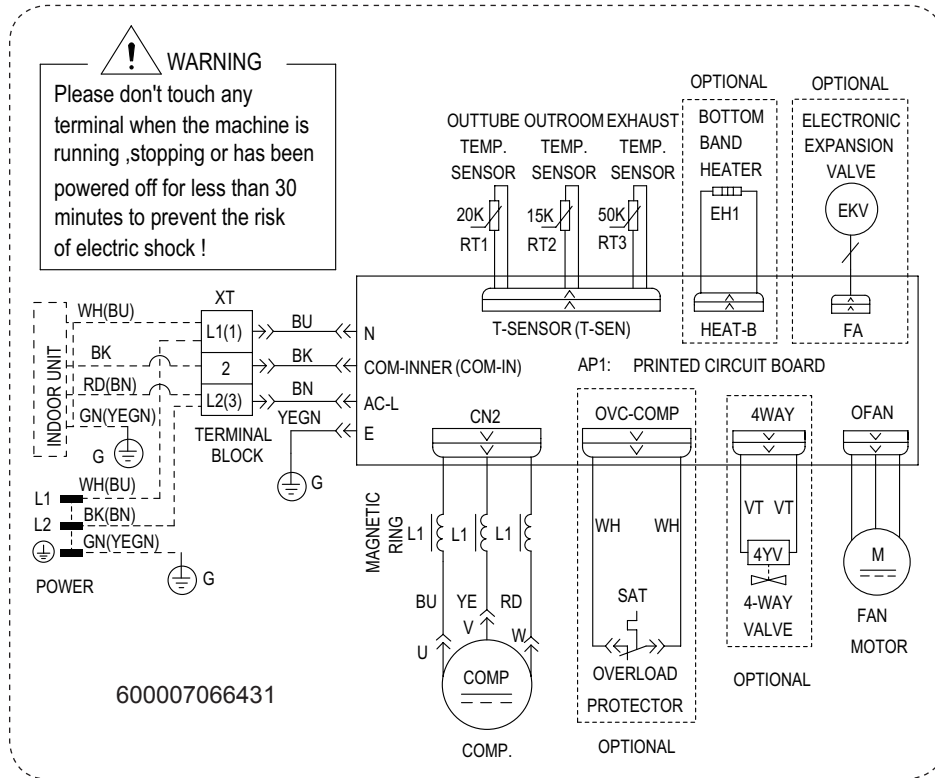 !
WARNING
Please don't touch any
terminal when the machine is
running ,stopping or has been
powered off for less than 30
minutes to prevent the risk
of electric shock !
OUTTUBE
TEMP.
SENSOR
20K
RT1
OUTROOM
TEMP.
SENSOR
15K
RT2
EXHAUST
TEMP.
SENSOR
50K
RT3
T-SENSOR (T-SEN)
OPTIONAL
BOTTOM
BAND
HEATER
EH1
HEAT-B
OPTIONAL
ELECTRONIC
EXPANSION
VALVE
EKV
FA
INDOOR UNIT
WH(BU)
BK
RD(BN)
GN(YEGN)
G
XT
L1(1)
2
L2(3)
TERMINAL
BLOCK
BU
BK
BN
YEGN
G
N
COM-INNER (COM-IN)
AC-L
E
AP1: PRINTED CIRCUIT BOARD
L1
L2
WH(BU)
BK(BN)
GN(YEGN)
G
POWER
CN2
MAGNETIC
RING
L1
L1
L1
BU
YE
RD
U
V
W
COMP
COMP.
OVC-COMP
WH
WH
SAT
OVERLOAD
PROTECTOR
OPTIONAL
4WAY
VT
VT
4YV
4-WAY
VALVE
OPTIONAL
OFAN
M
FAN
MOTOR
600007066431